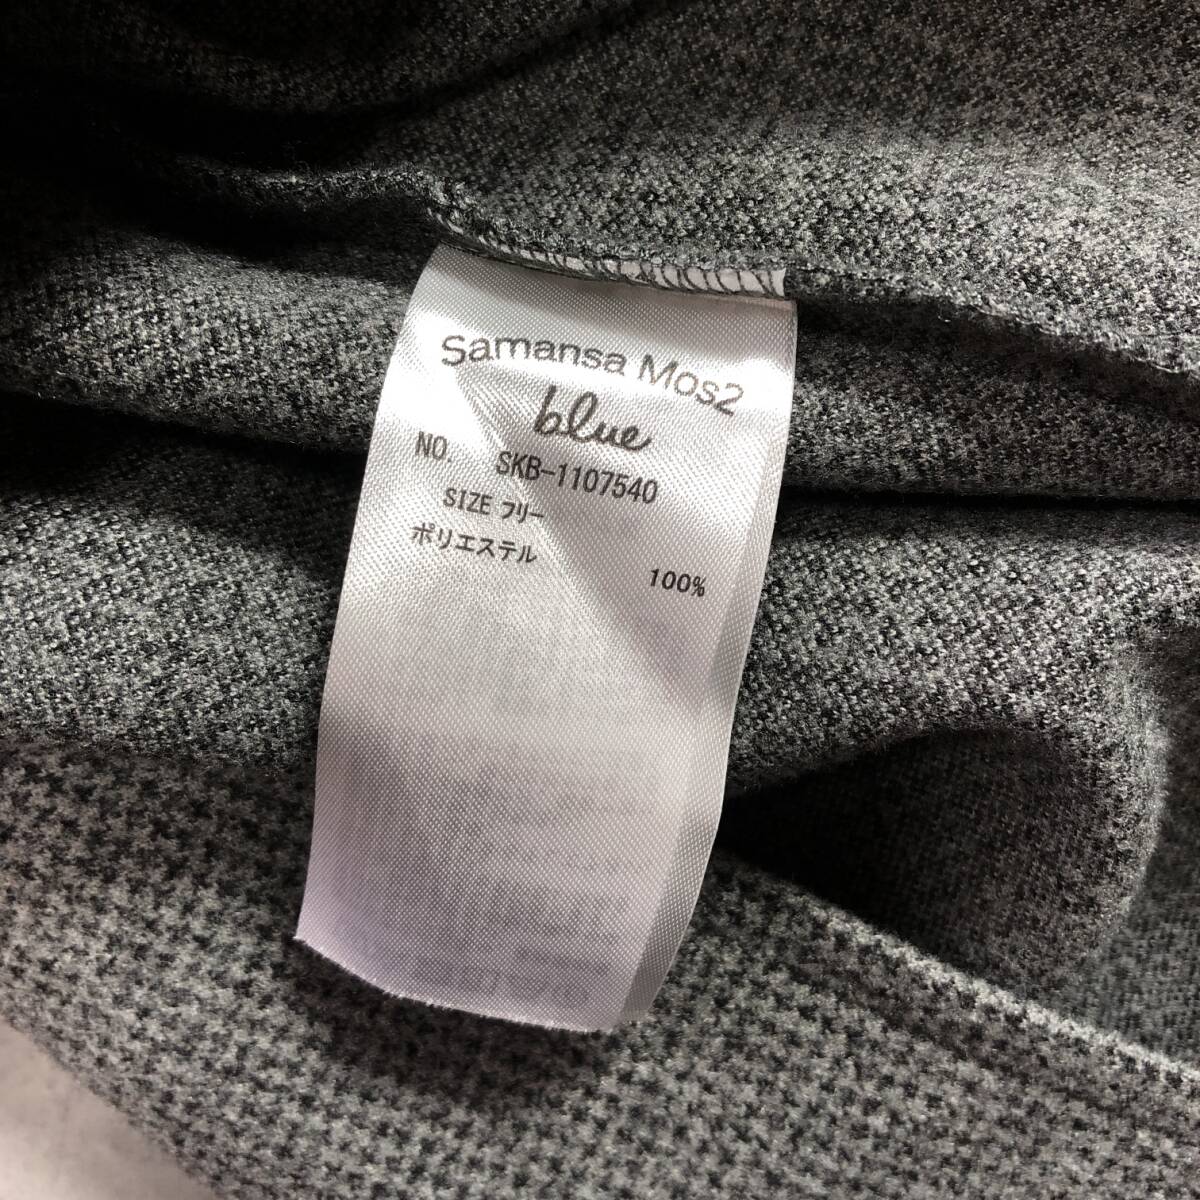 Samansa Mos2
blue
NO. SKB-1107540
SIZE フリー
ポリエステル 100%